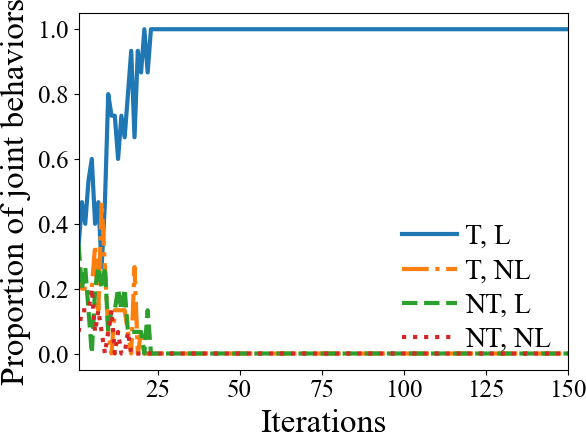 Proportion of joint behaviors
1.0
0.8
0.6
0.4
0.2
0.0
T, L
T, NL
NT, L
NT, NL
25 50 75 100 125 150
Iterations